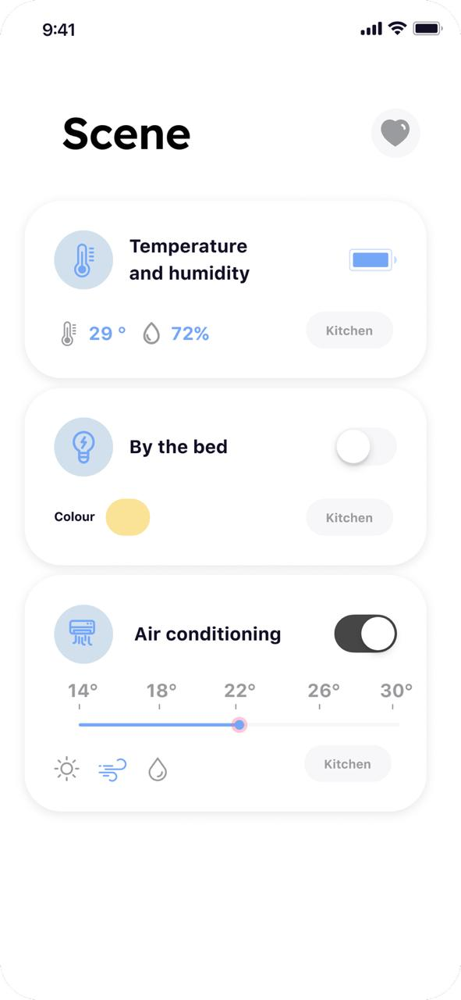 9:41
Scene
Temperature
and humidity
29 °
72%
Kitchen
By the bed
Colour
Kitchen
Air conditioning
14° 18° 22° 26° 30°
Kitchen